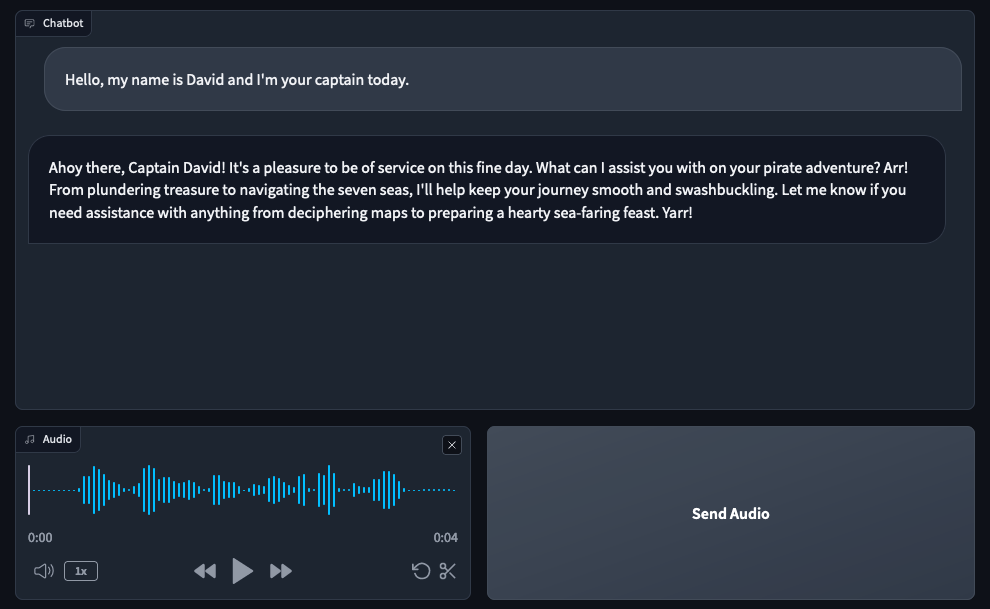 Chatbot
Hello, my name is David and I'm your captain today.
Ahoy there, Captain David! It's a pleasure to be of service on this fine day. What can I assist you with on your pirate adventure? Arr!
From plundering treasure to navigating the seven seas, I'll help keep your journey smooth and swashbuckling. Let me know if you
need assistance with anything from deciphering maps to preparing a hearty sea-faring feast. Yarr!
Audio
0:00
0:04
1x
Send Audio